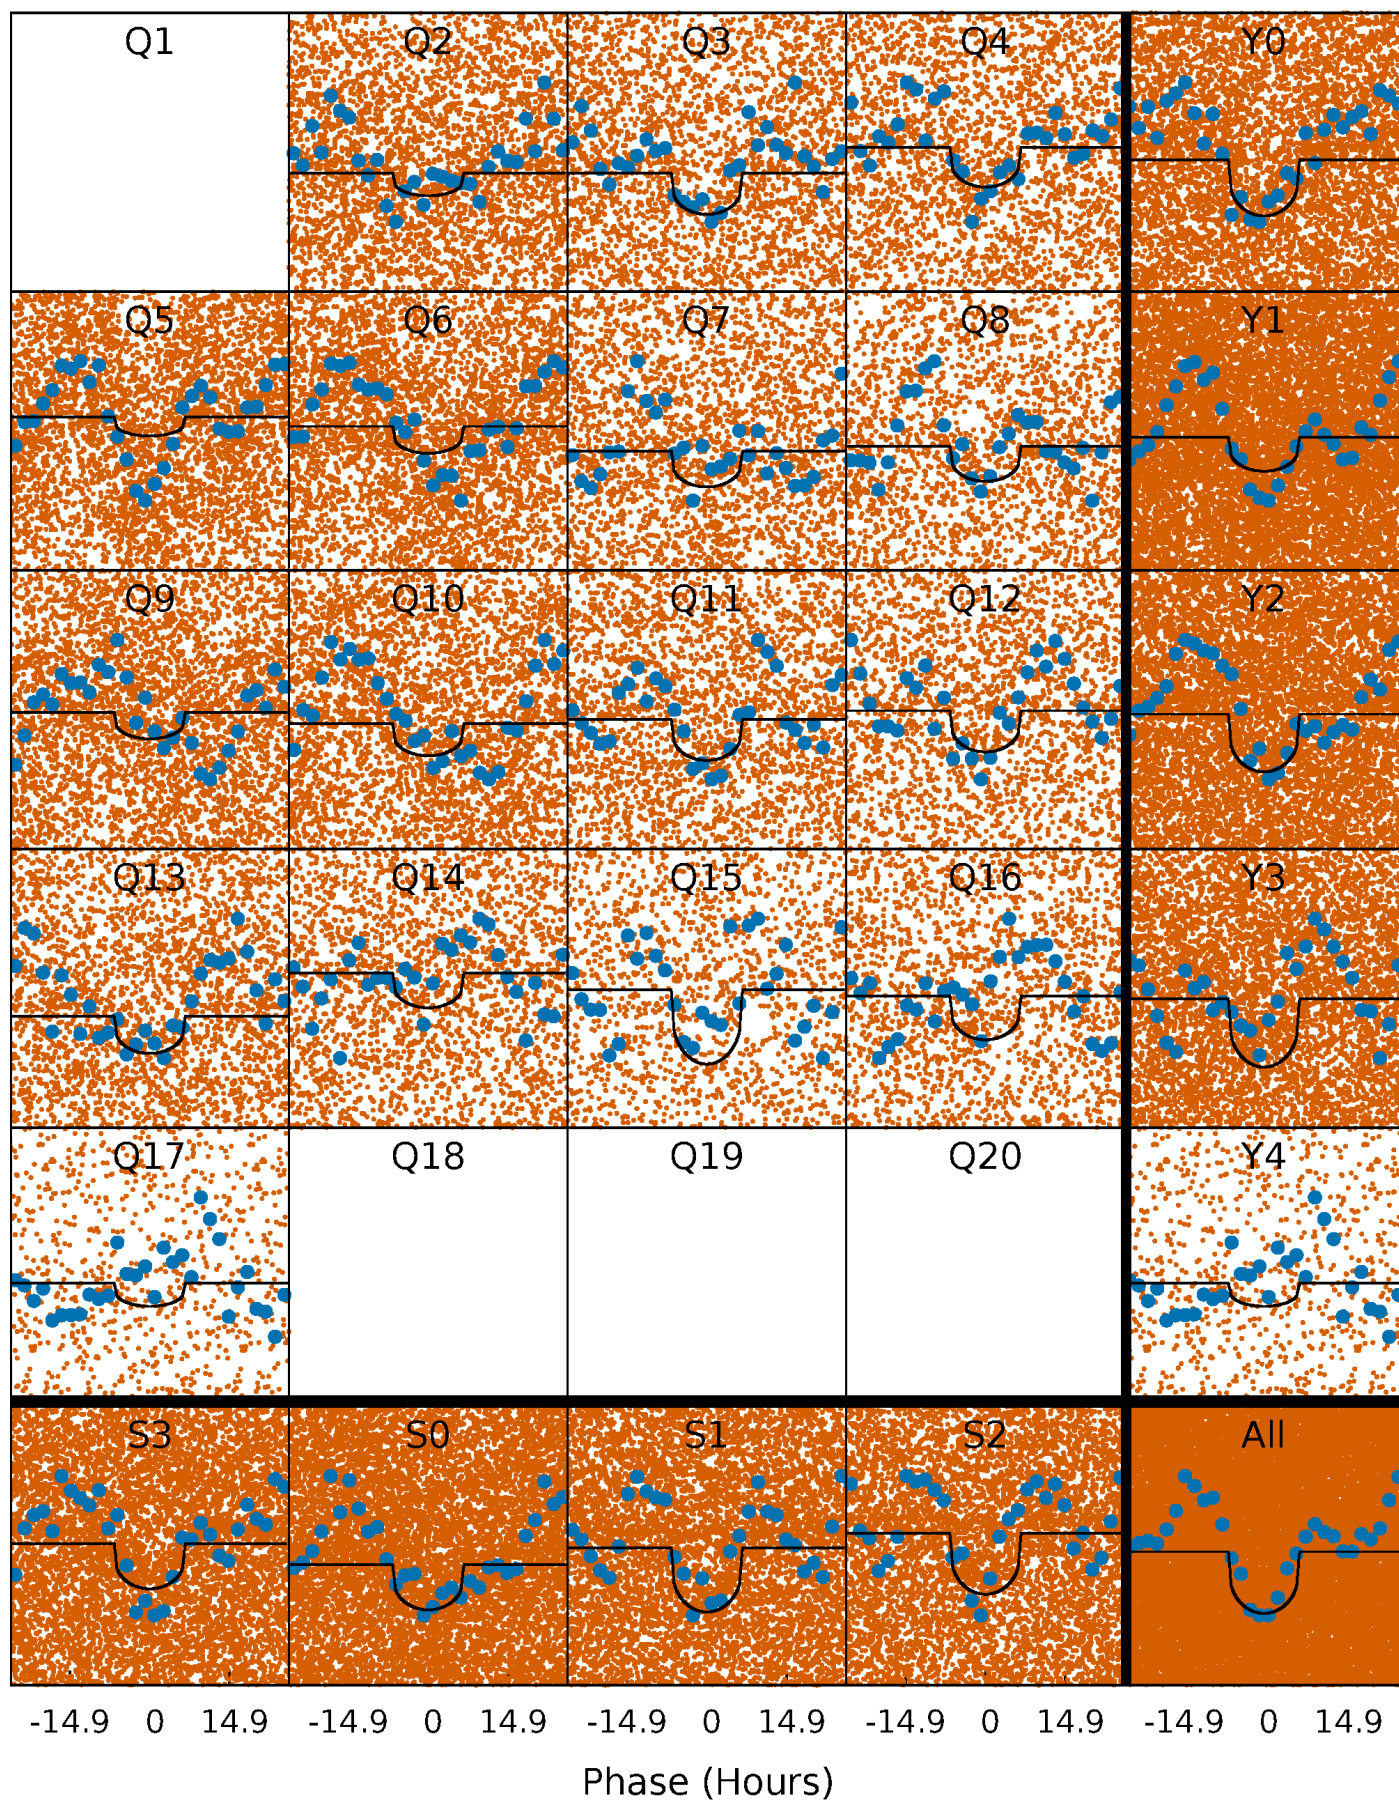 Q1 Q2 Q3 Q4 Y0
Q5 Q6 Q7 Q8 Y1
Q9 Q10 Q11 Q12 Y2
Q13 Q14 Q15 Q16 Y3
Q17 Q18 Q19 Q20 Y4
S3 S0 S1 S2 All
-14.9 0 14.9 -14.9 0 14.9 -14.9 0 14.9 -14.9 0 14.9 -14.9 0 14.9
Phase (Hours)